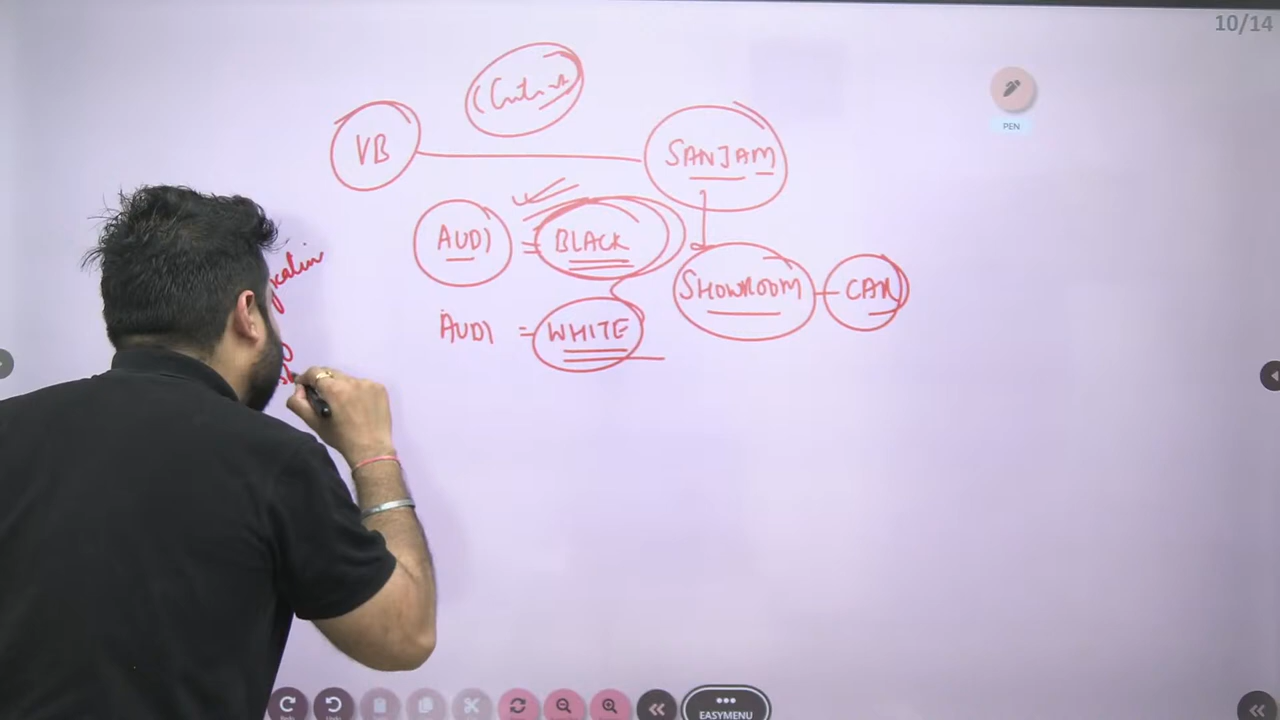 10/14
PEN
VB
SANJAM
AUDI = BLACK
SHOWROOM - CAR
AUDI = WHITE
EASYMENU